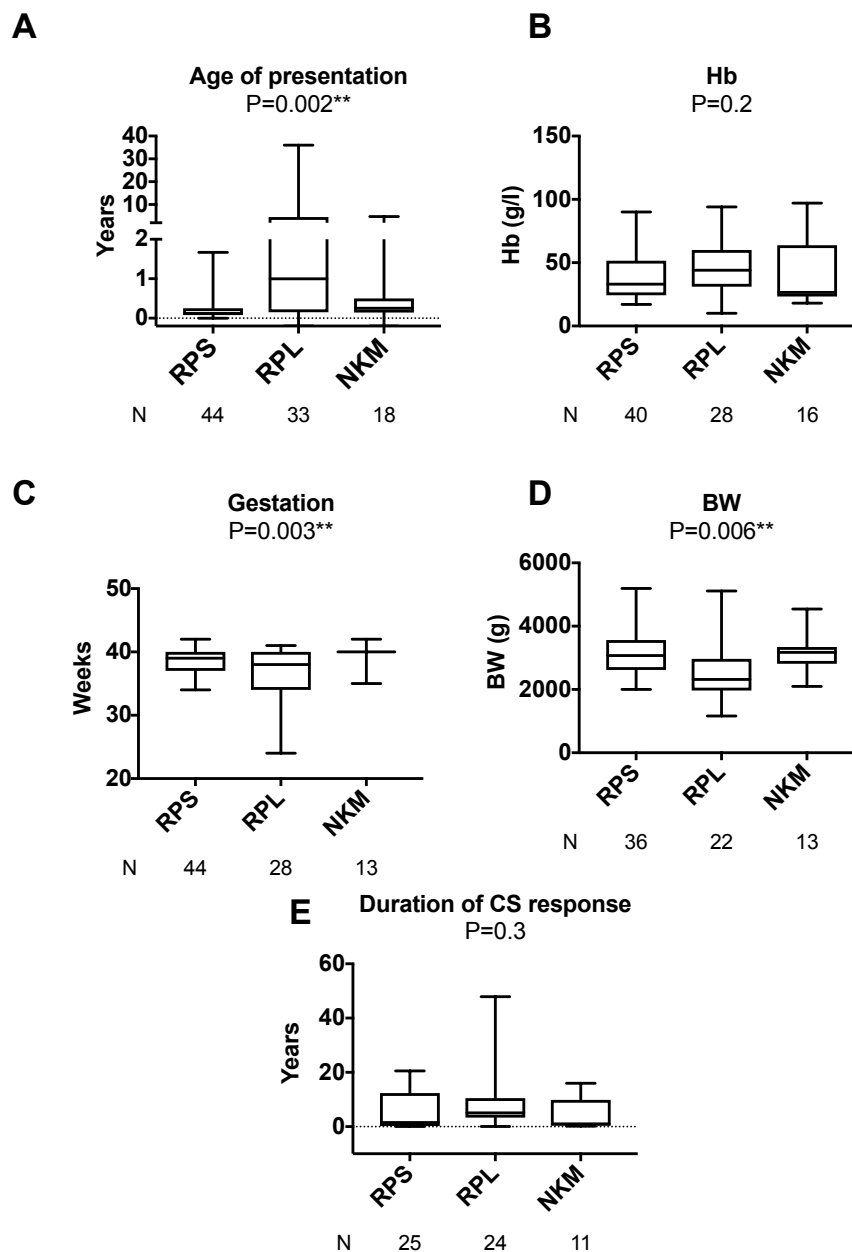 A
Age of presentation
P=0.002**
Years
40
30
20
10
2
1
0
RPS
RPL
NKM
N 44 33 18
B
Hb
P=0.2
Hb (g/l)
150
100
50
0
RPS
RPL
NKM
N 40 28 16
C
Gestation
P=0.003**
Weeks
50
40
30
20
RPS
RPL
NKM
N 44 28 13
D
BW
P=0.006**
BW (g)
6000
4000
2000
0
RPS
RPL
NKM
N 36 22 13
E
Duration of CS response
P=0.3
Years
60
40
20
0
RPS
RPL
NKM
N 25 24 11